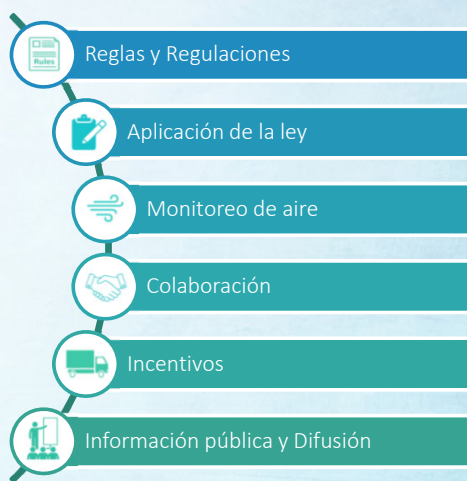 Rules
Reglas y Regulaciones
Aplicación de la ley
Monitoreo de aire
Colaboración
Incentivos
Información pública y Difusión